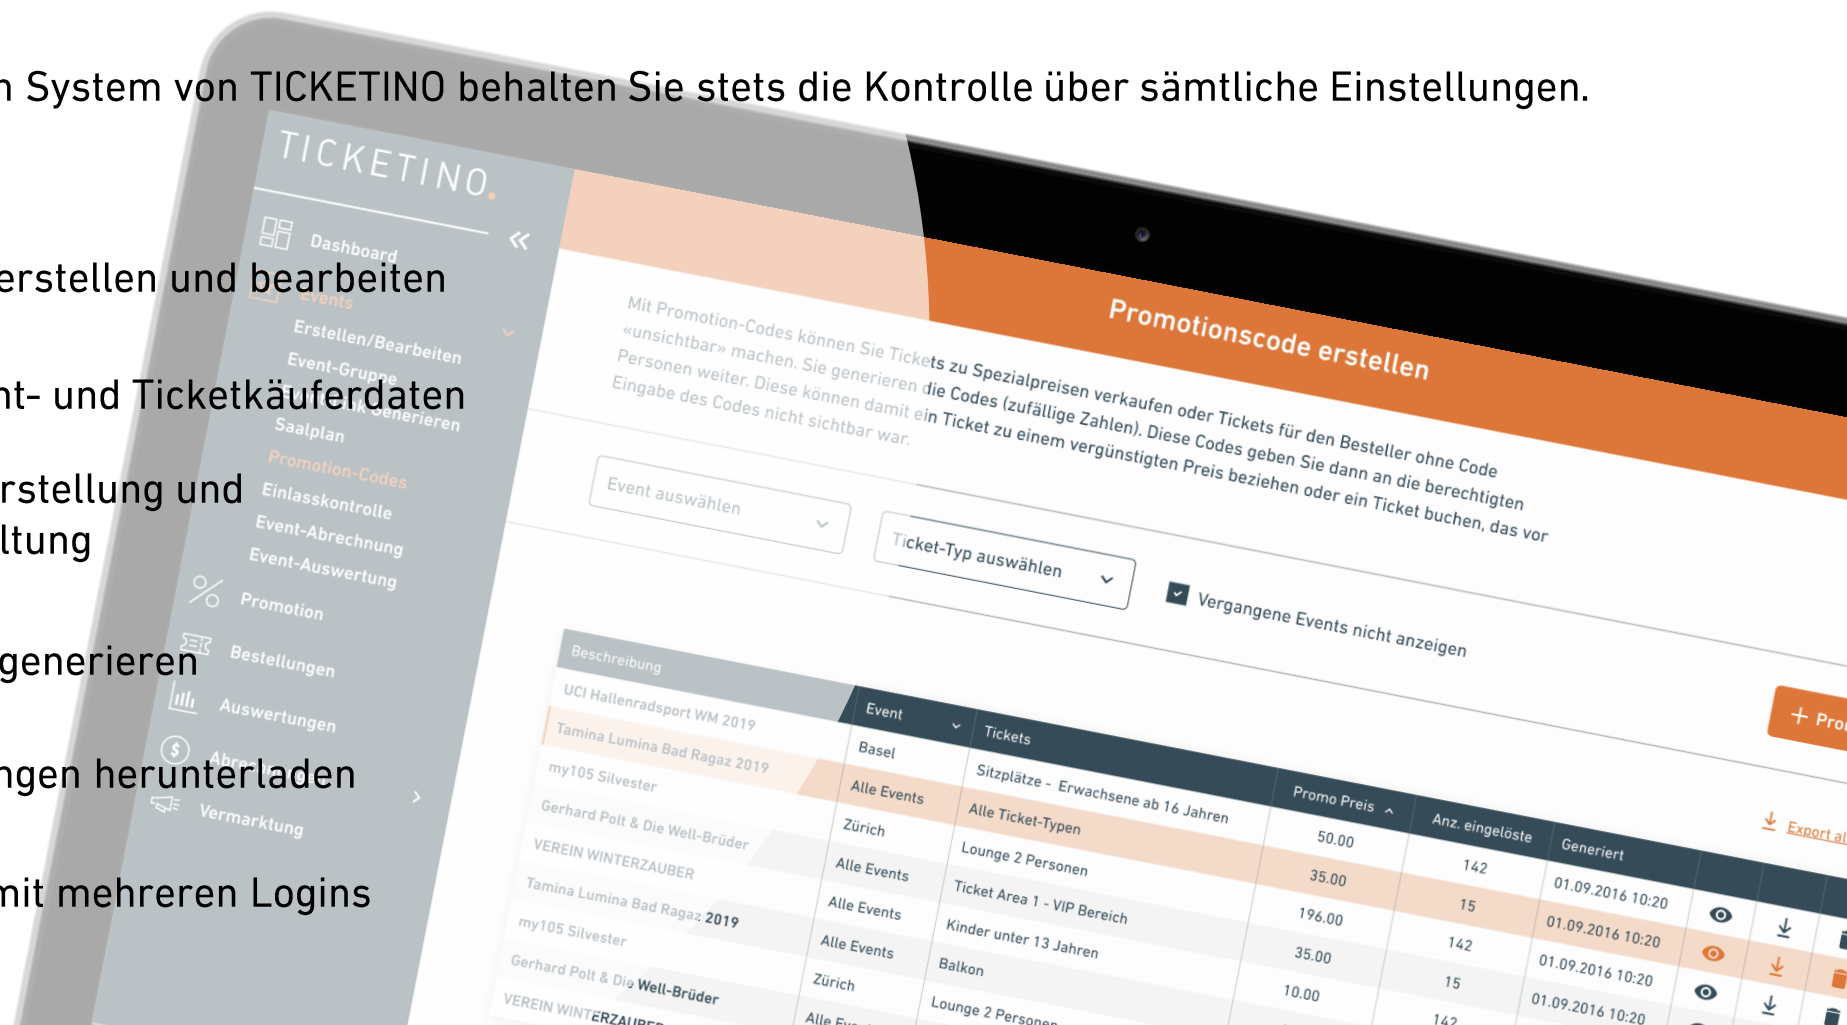 n System von TICKETINO behalten Sie stets die Kontrolle über sämtliche Einstellungen.
erstellen und bearbeiten
nt- und Ticketkäuferdaten
rstellung und
ltung
generieren
ngen herunterladen
mit mehreren Logins
TICKETINO.
Dashboard
Events
Erstellen/Bearbeiten
Event-Gruppe
Generieren
Saalplan
Promotion-Codes
Einlasskontrolle
Event-Abrechnung
Event-Auswertung
Promotion
Bestellungen
Auswertungen
Abrechnungen
Vermarktung
Promotionscode erstellen
Mit Promotion-Codes können Sie Tickets zu Spezialpreisen verkaufen oder Tickets für den Besteller ohne Code
«unsichtbar» machen. Sie generieren die Codes (zufällige Zahlen). Diese Codes geben Sie dann an die berechtigten
Personen weiter. Diese können damit ein Ticket zu einem vergünstigten Preis beziehen oder ein Ticket buchen, das vor
Eingabe des Codes nicht sichtbar war.
Event auswählen
Ticket-Typ auswählen
Vergangene Events nicht anzeigen
+ Pro
Export al
Beschreibung Event Tickets Promo Preis Anz. eingelöste Generiert
UCI Hallenradsport WM 2019 Basel Sitzplätze - Erwachsene ab 16 Jahren 50.00 142 01.09.2016 10:20
Tamina Lumina Bad Ragaz 2019 Alle Events Alle Ticket-Typen 35.00 15 01.09.2016 10:20
my105 Silvester Zürich Lounge 2 Personen 196.00 142 01.09.2016 10:20
Gerhard Polt & Die Well-Brüder Alle Events Ticket Area 1 - VIP Bereich 35.00 15 01.09.2016 10:20
VEREIN WINTERZAUBER Alle Events Kinder unter 13 Jahren 10.00 142
Tamina Lumina Bad Ragaz 2019 Alle Events Balkon
my105 Silvester Zürich Lounge 2 Personen
Gerhard Polt & Die Well-Brüder Alle
VEREIN WINTERZAUBER